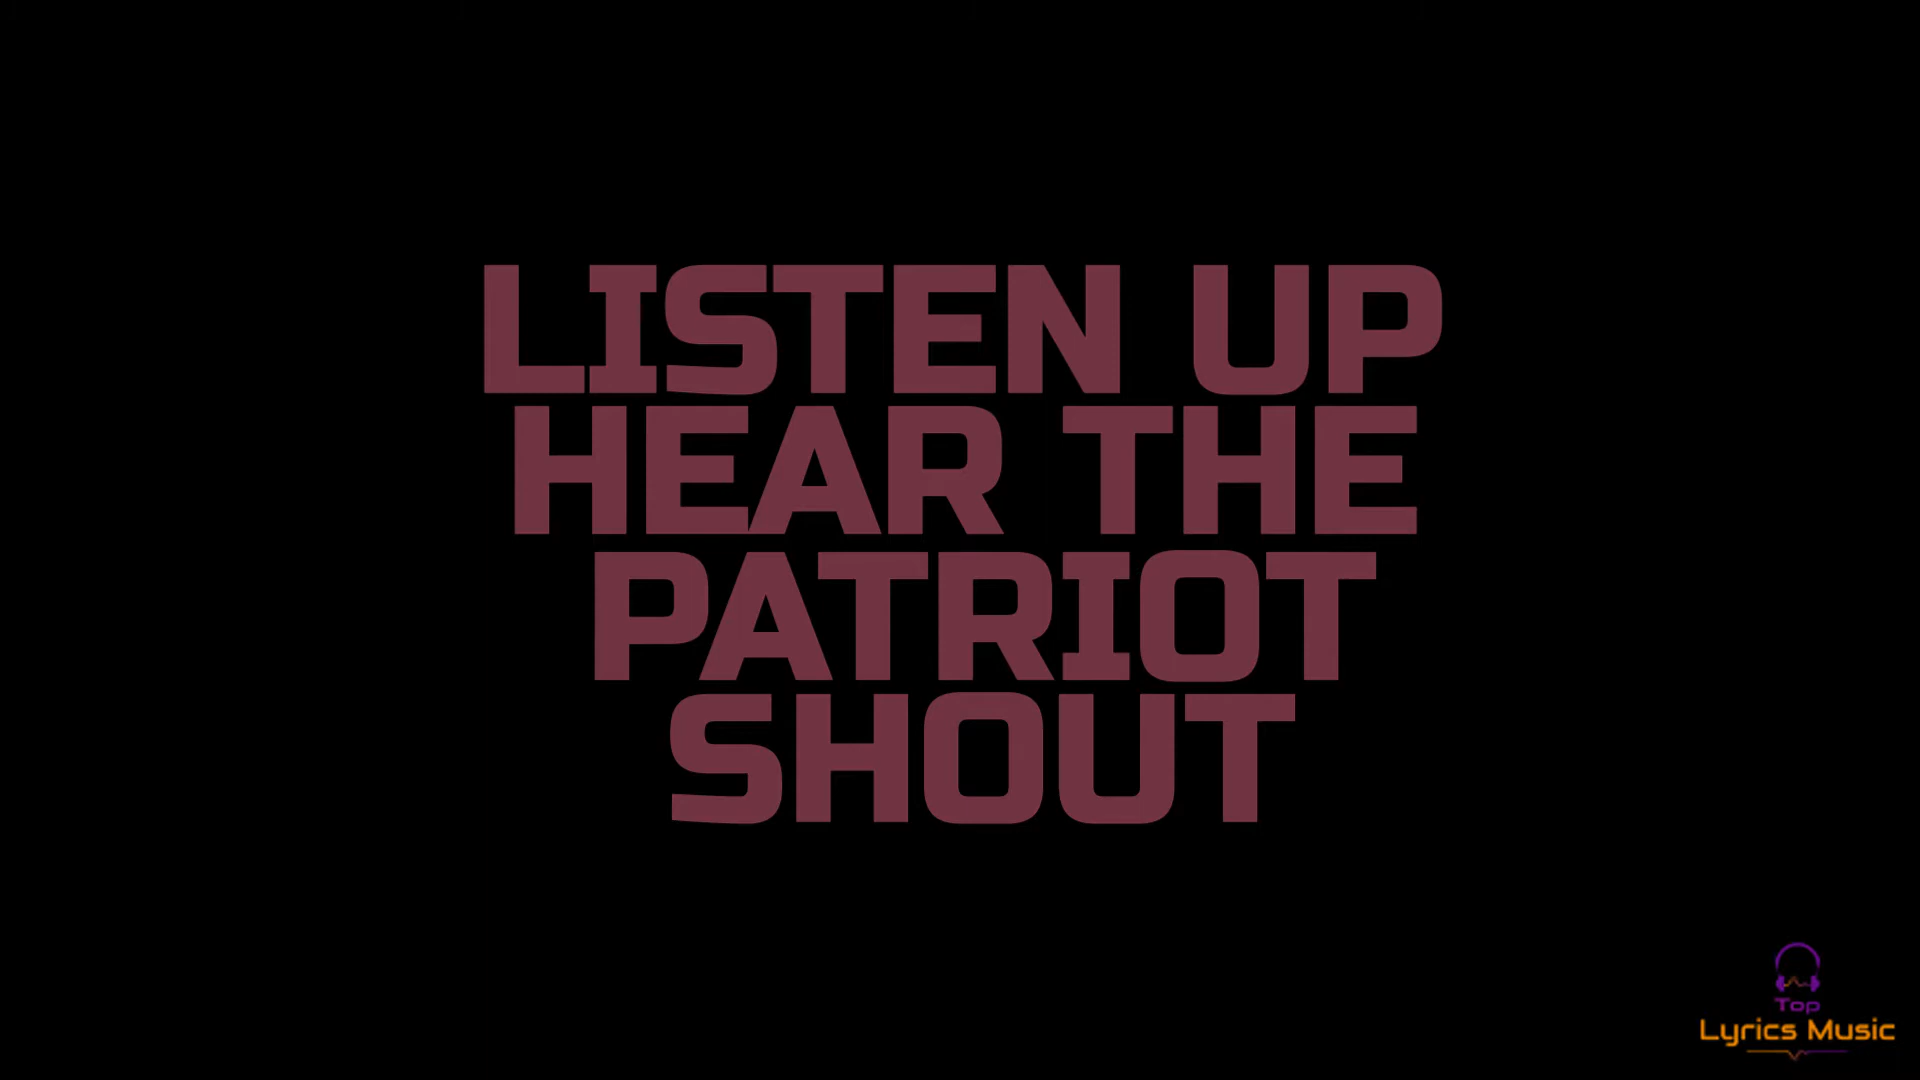 LISTEN UP
HEAR THE
PATRIOT
SHOUT
Top
Lyrics Music